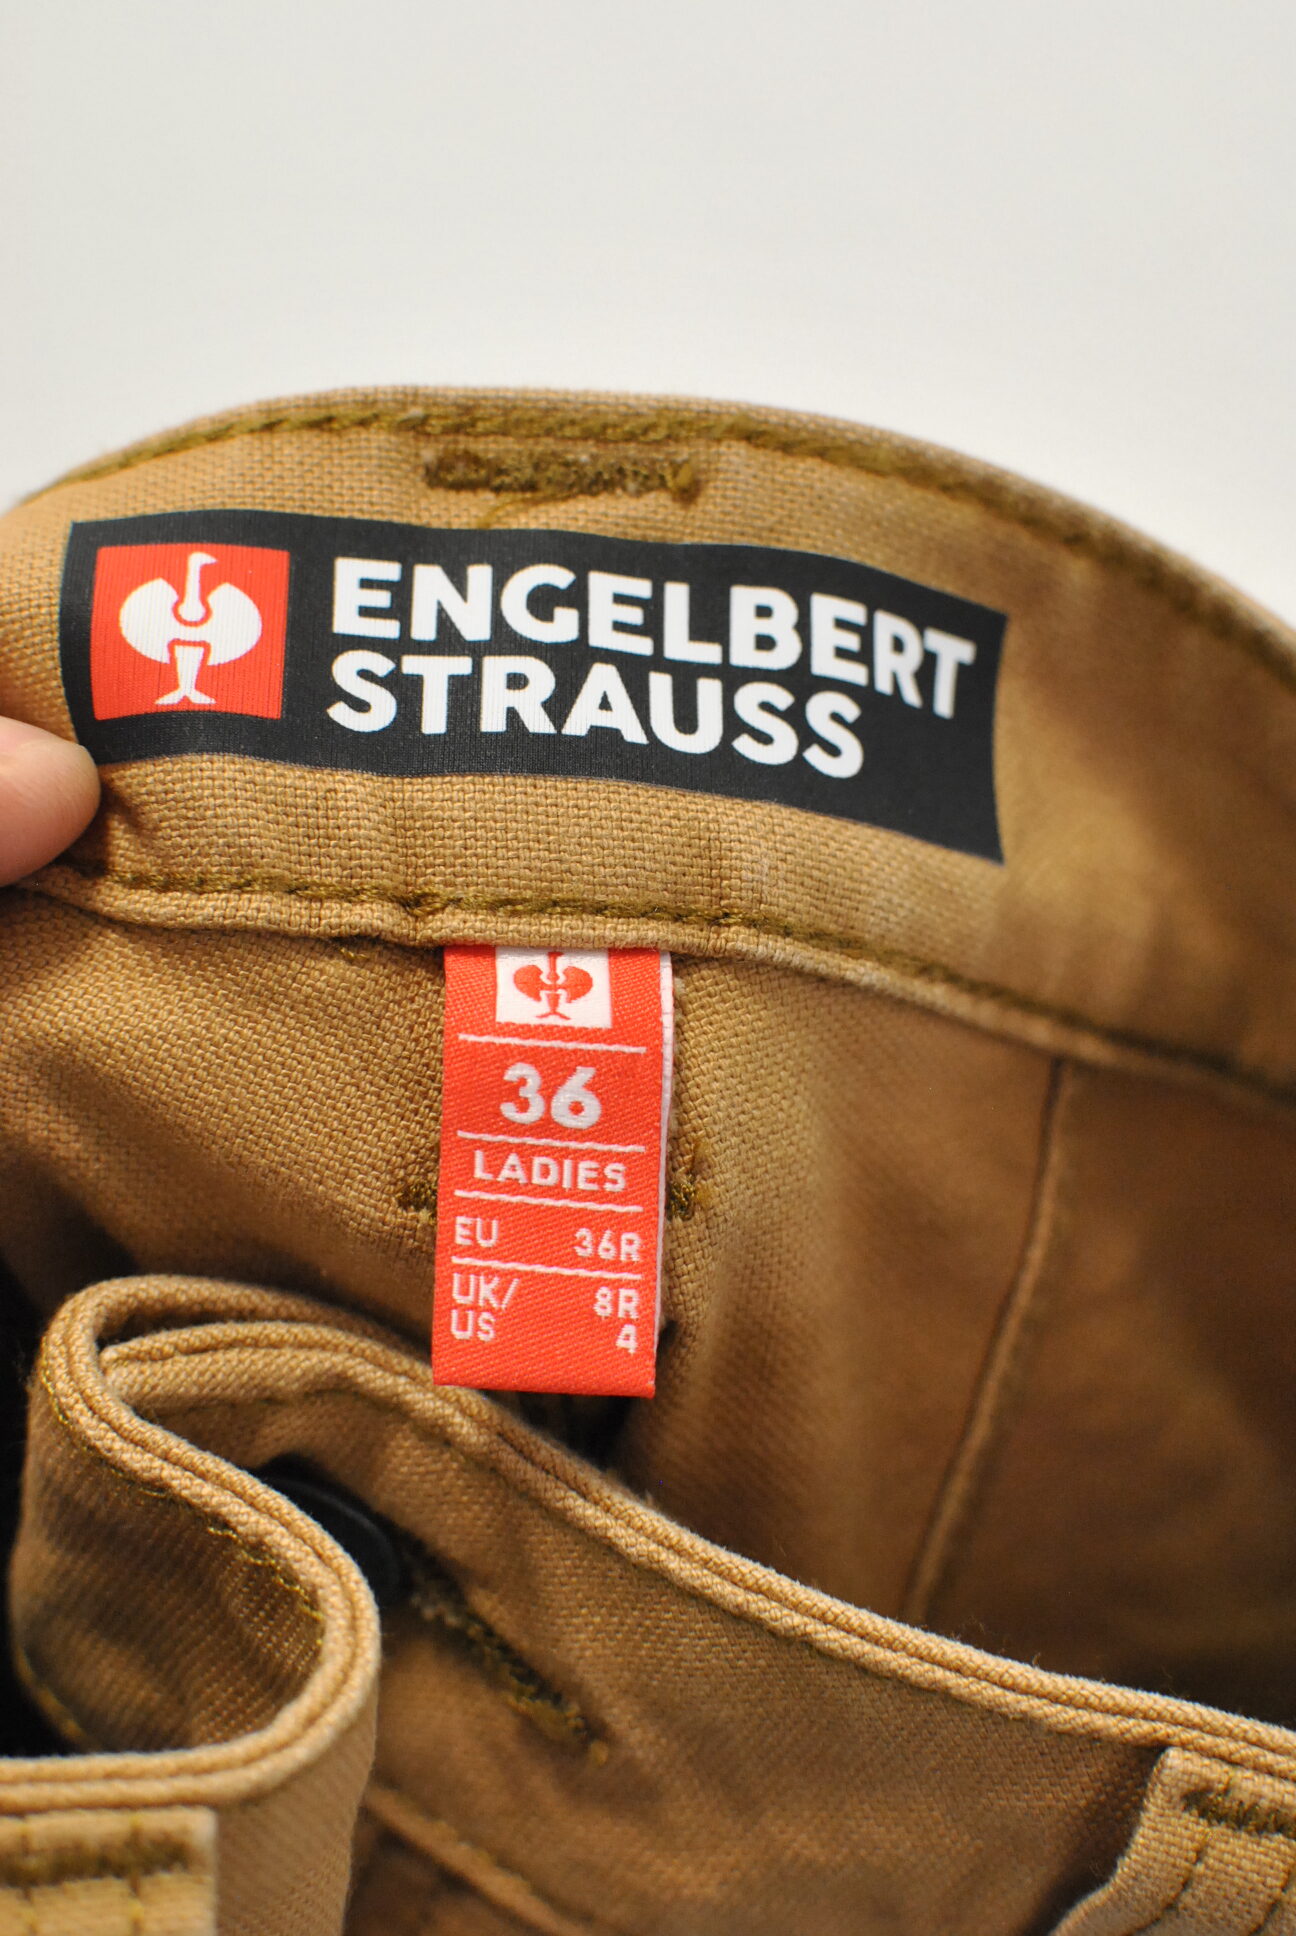 ENGELBERT
STRAUSS
36
LADIES
EU 36R
UK/ 8R
US 4